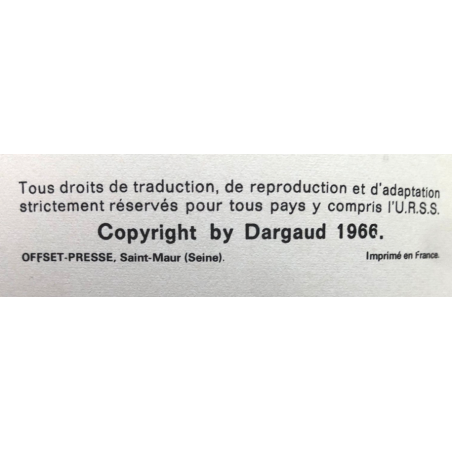 Tous droits de traduction, de reproduction et d'adaptation
strictement réservés pour tous pays y compris l'U.R.S.S.
Copyright by Dargaud 1966.
OFFSET-PRESSE, Saint-Maur (Seine). Imprimé en France.